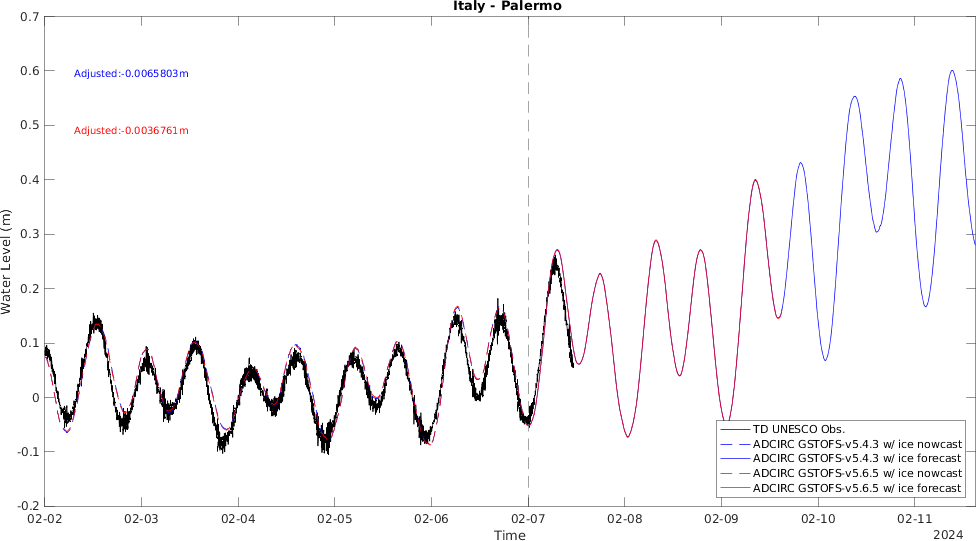 Italy - Palermo
0.7
0.6
0.5
0.4
0.3
0.2
0.1
0
-0.1
-0.2
Water Level (m)
Adjusted:-0.0065803m
Adjusted:-0.0036761m
TD UNESCO Obs.
ADCIRC GSTOFS-v5.4.3 w/ ice nowcast
ADCIRC GSTOFS-v5.4.3 w/ ice forecast
ADCIRC GSTOFS-v5.6.5 w/ ice nowcast
ADCIRC GSTOFS-v5.6.5 w/ ice forecast
02-02 02-03 02-04 02-05 02-06 02-07 02-08 02-09 02-10 02-11
Time
2024